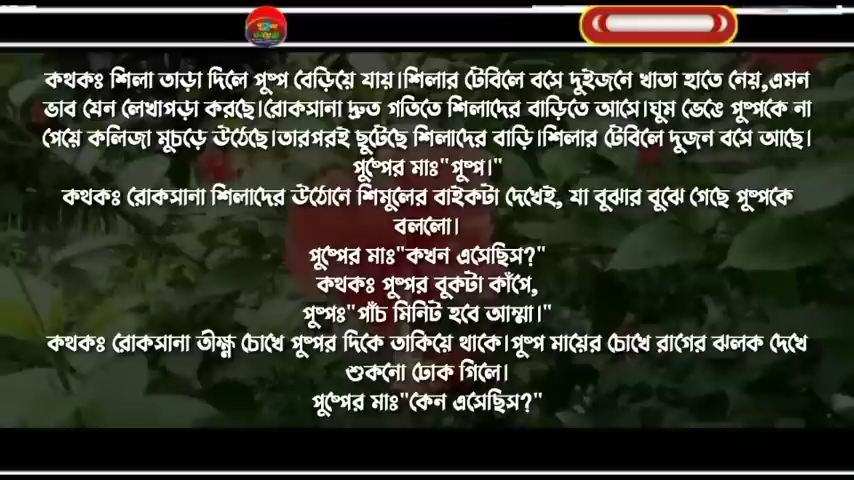 কথকঃ শিলা তাড়া দিলে পুষ্প বেড়িয়ে যায়।শিলার টেবিলে বসে দুইজনে খাতা হাতে নেয়,এমন
ভাব যেন লেখাপড়া করছে।রোকসানা দ্রুত গতিতে শিলাদের বাড়িতে আসে।ঘুম ভেঙে পুষ্পকে না
পেয়ে কলিজা মুচড়ে উঠেছে।তারপরই ছুটেছে শিলাদের বাড়ি।শিলার টেবিলে দুজন বসে আছে।
পুষ্পের মাঃ"পুষ্প।"
কথকঃ রোকসানা শিলাদের উঠোনে শিমুলের বাইকটা দেখেই, যা বুঝার বুঝে গেছে পুষ্পকে
বললো।
পুষ্পের মাঃ"কখন এসেছিস?"
কথকঃ পুষ্পর বুকটা কাঁপে,
পুষ্পঃ"পাঁচ মিনিট হবে আম্মা।"
কথকঃ রোকসানা তীক্ষ্ণ চোখে পুষ্পর দিকে তাকিয়ে থাকে।পুষ্প মায়ের চোখে রাগের ঝলক দেখে
শুকনো ঢোক গিলে।
পুষ্পের মাঃ"কেন এসেছিস?"